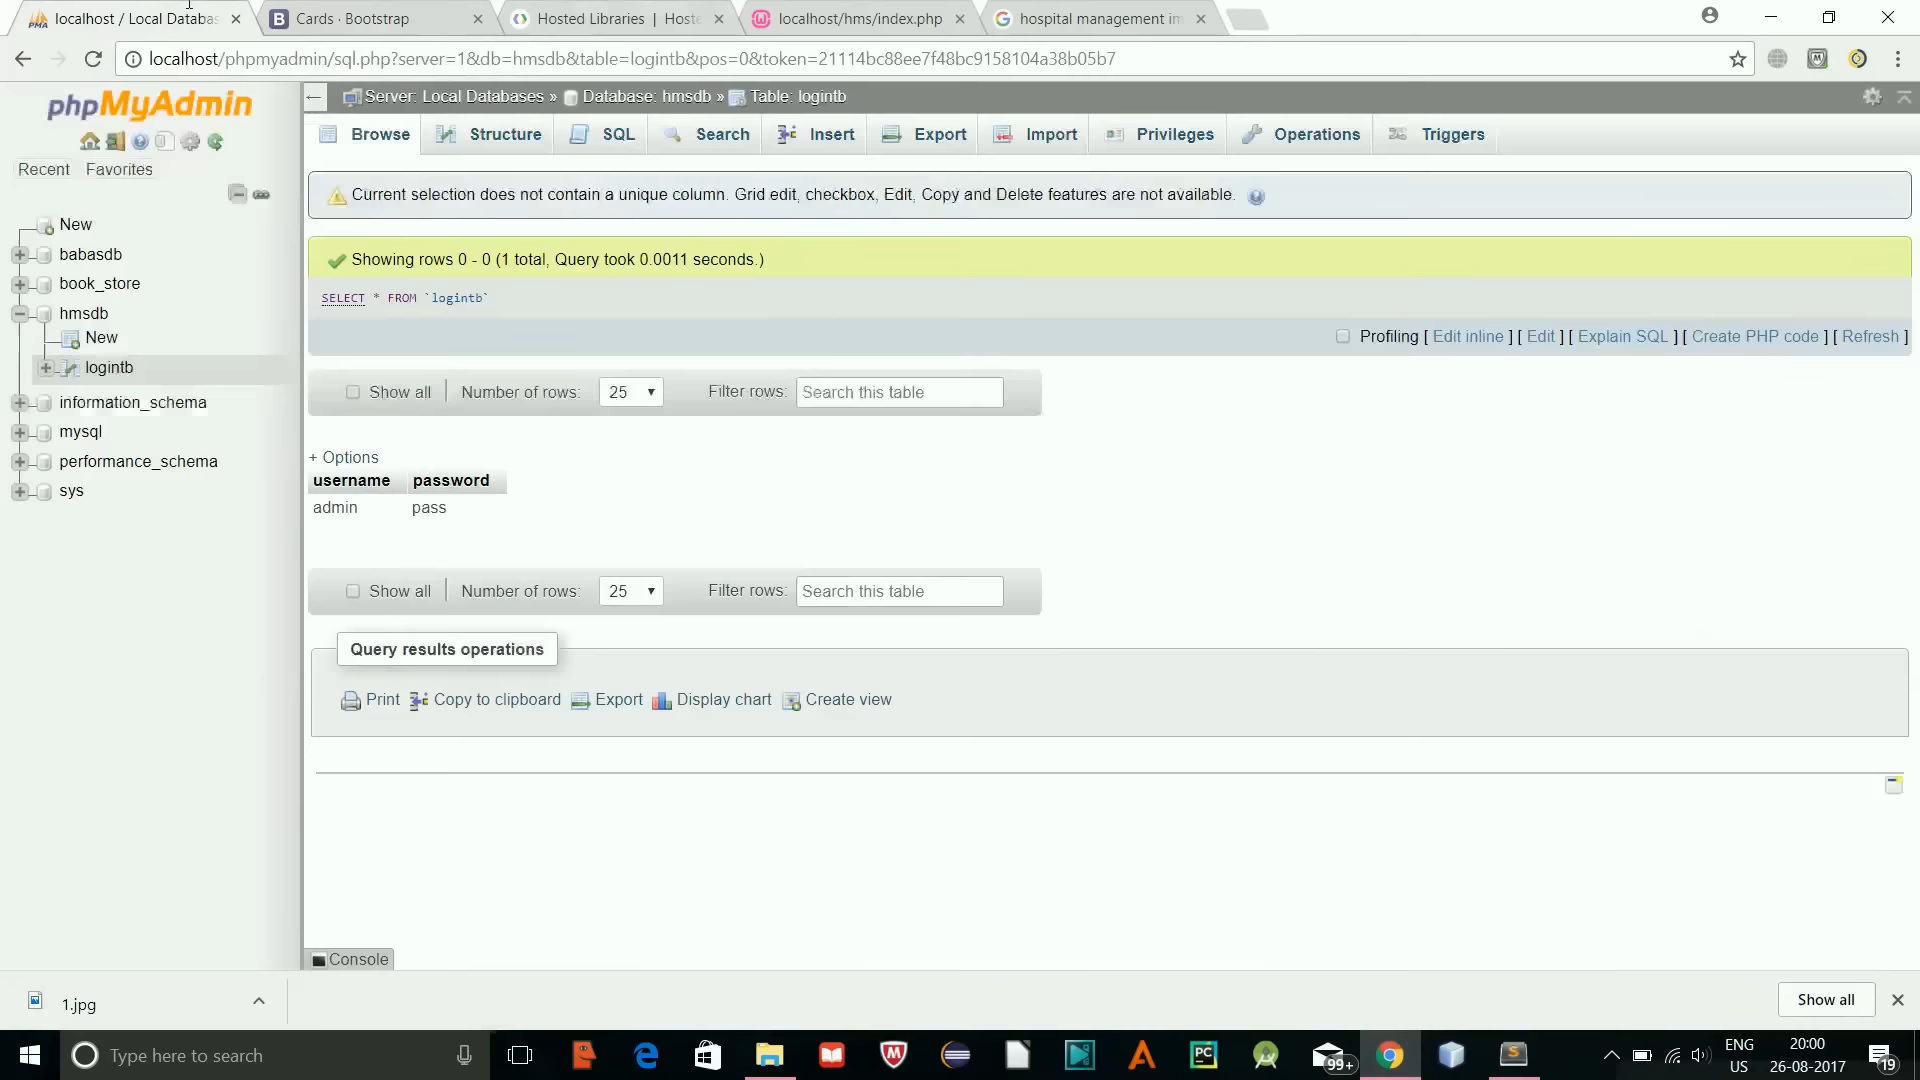 localhost / Local Databas
Cards · Bootstrap
Hosted Libraries | Hoste
localhost/hms/index.php
hospital management im
localhost/phpmyadmin/sql.php?server=1&db=hmsdb&table=logintb&pos=0&token=21114bc88ee7f48bc9158104a38b05b7
phpMyAdmin
Recent Favorites
New
babasdb
book_store
hmsdb
New
logintb
information_schema
mysql
performance_schema
sys
Server: Local Databases » Database: hmsdb » Table: logintb
Browse Structure SQL Search Insert Export Import Privileges Operations Triggers
Current selection does not contain a unique column. Grid edit, checkbox, Edit, Copy and Delete features are not available.
Showing rows 0 - 0 (1 total, Query took 0.0011 seconds.)
SELECT * FROM `logintb`
Profiling [ Edit inline ] [ Edit ] [ Explain SQL ] [ Create PHP code ] [ Refresh ]
Show all Number of rows: 25 Filter rows: Search this table
+ Options
username password
admin pass
Show all Number of rows: 25 Filter rows: Search this table
Query results operations
Print Copy to clipboard Export Display chart Create view
Console
1.jpg
Show all
Type here to search
99+
ENG
US
20:00
26-08-2017
19